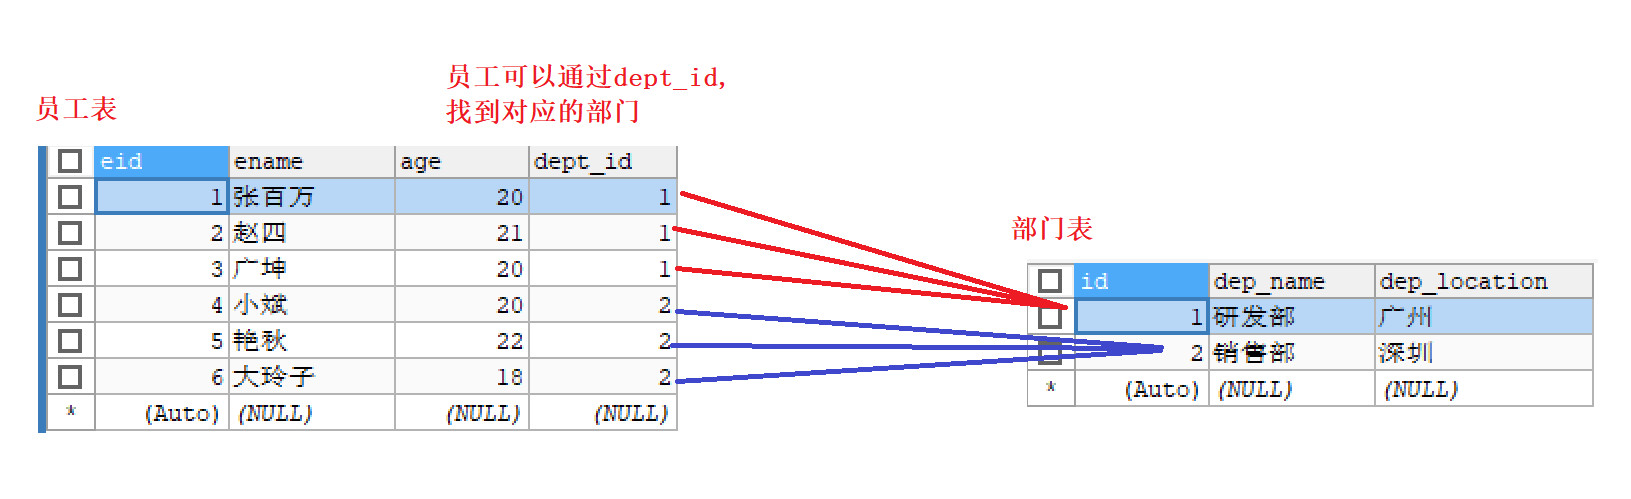 员工可以通过dept_id,
找到对应的部门
员工表
eid ename age dept_id
1 张百万 20 1
2 赵四 21 1
3 广坤 20 1
4 小斌 20 2
5 艳秋 22 2
6 大玲子 18 2
* (Auto) (NULL) (NULL) (NULL)
部门表
id dep_name dep_location
1 研发部 广州
2 销售部 深圳
* (Auto) (NULL) (NULL)